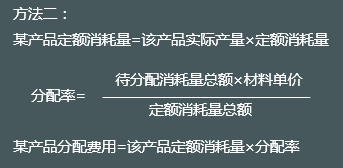 方法二：
某产品定额消耗量=该产品实际产量×定额消耗量
待分配消耗量总额×材料单价
分配率=
定额消耗量总额
某产品分配费用=该产品定额消耗量×分配率